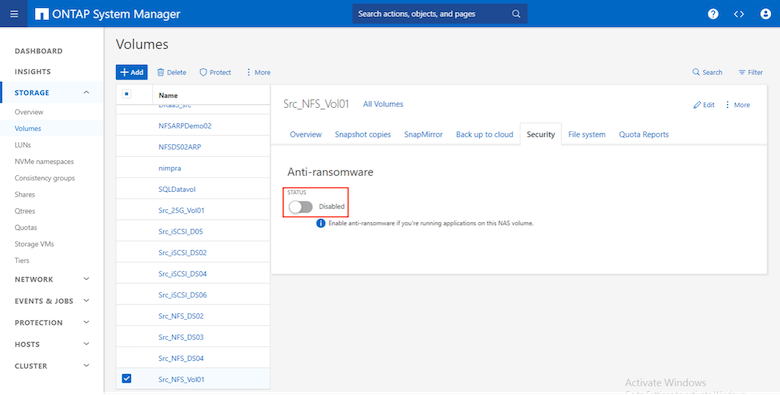 ONTAP System Manager
Search actions, objects, and pages
DASHBOARD
INSIGHTS
STORAGE
Overview
Volumes
LUNs
NVMe namespaces
Consistency groups
Shares
Qtrees
Quotas
Storage VMs
Tiers
NETWORK
EVENTS & JOBS
PROTECTION
HOSTS
CLUSTER
Volumes
+ Add Delete Protect More
Search Filter
Name
NFSARPDemo02
NFSDS02ARP
nimpra
SQLDatavol
Src_25G_Vol01
Src_iSCSI_D05
Src_iSCSI_DS02
Src_iSCSI_DS04
Src_iSCSI_DS06
Src_NFS_DS02
Src_NFS_DS03
Src_NFS_DS04
Src_NFS_Vol01
Src_NFS_Vol01 All Volumes
Edit More
Overview Snapshot copies SnapMirror Back up to cloud Security File system Quota Reports
Anti-ransomware
STATUS
Disabled
Enable anti-ransomware if you're running applications on this NAS volume.
Activate Windows